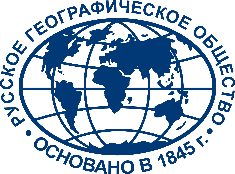 РУССКОЕ ГЕОГРАФИЧЕСКОЕ ОБЩЕСТВО
• ОСНОВАНО В 1845 г. •